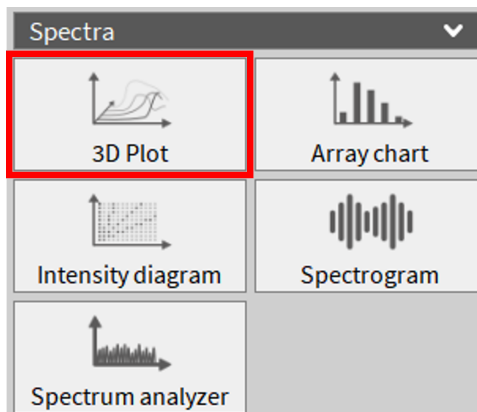 Spectra
3D Plot
Array chart
Intensity diagram
Spectrogram
Spectrum analyzer